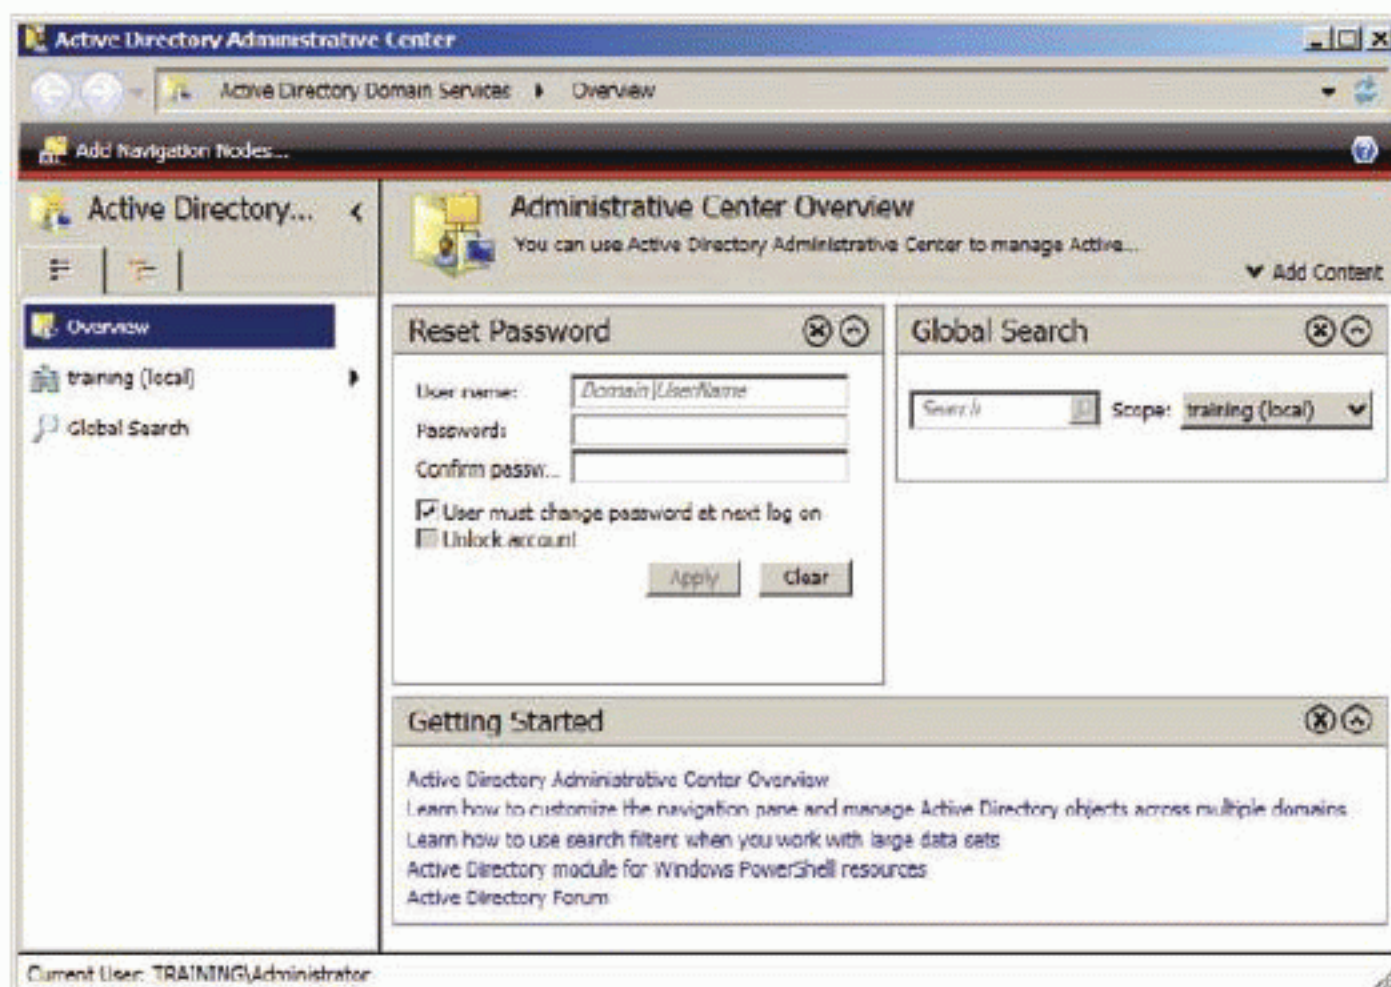 Active Directory Administrative Center
Active Directory Domain Services Overview
Add Navigation Nodes...
Active Directory...
Overview
training (local)
Global Search
Administrative Center Overview
You can use Active Directory Administrative Center to manage Active...
Add Content
Reset Password
User name: Domain\UserName
Password:
Confirm passw...
User must change password at next log on
Unlock account
Apply Clear
Global Search
Search Scope: training (local)
Getting Started
Active Directory Administrative Center Overview
Learn how to customize the navigation pane and manage Active Directory objects across multiple domains
Learn how to use search filters when you work with large data sets
Active Directory module for Windows PowerShell resources
Active Directory Forum
Current User: TRAINING\Administrator